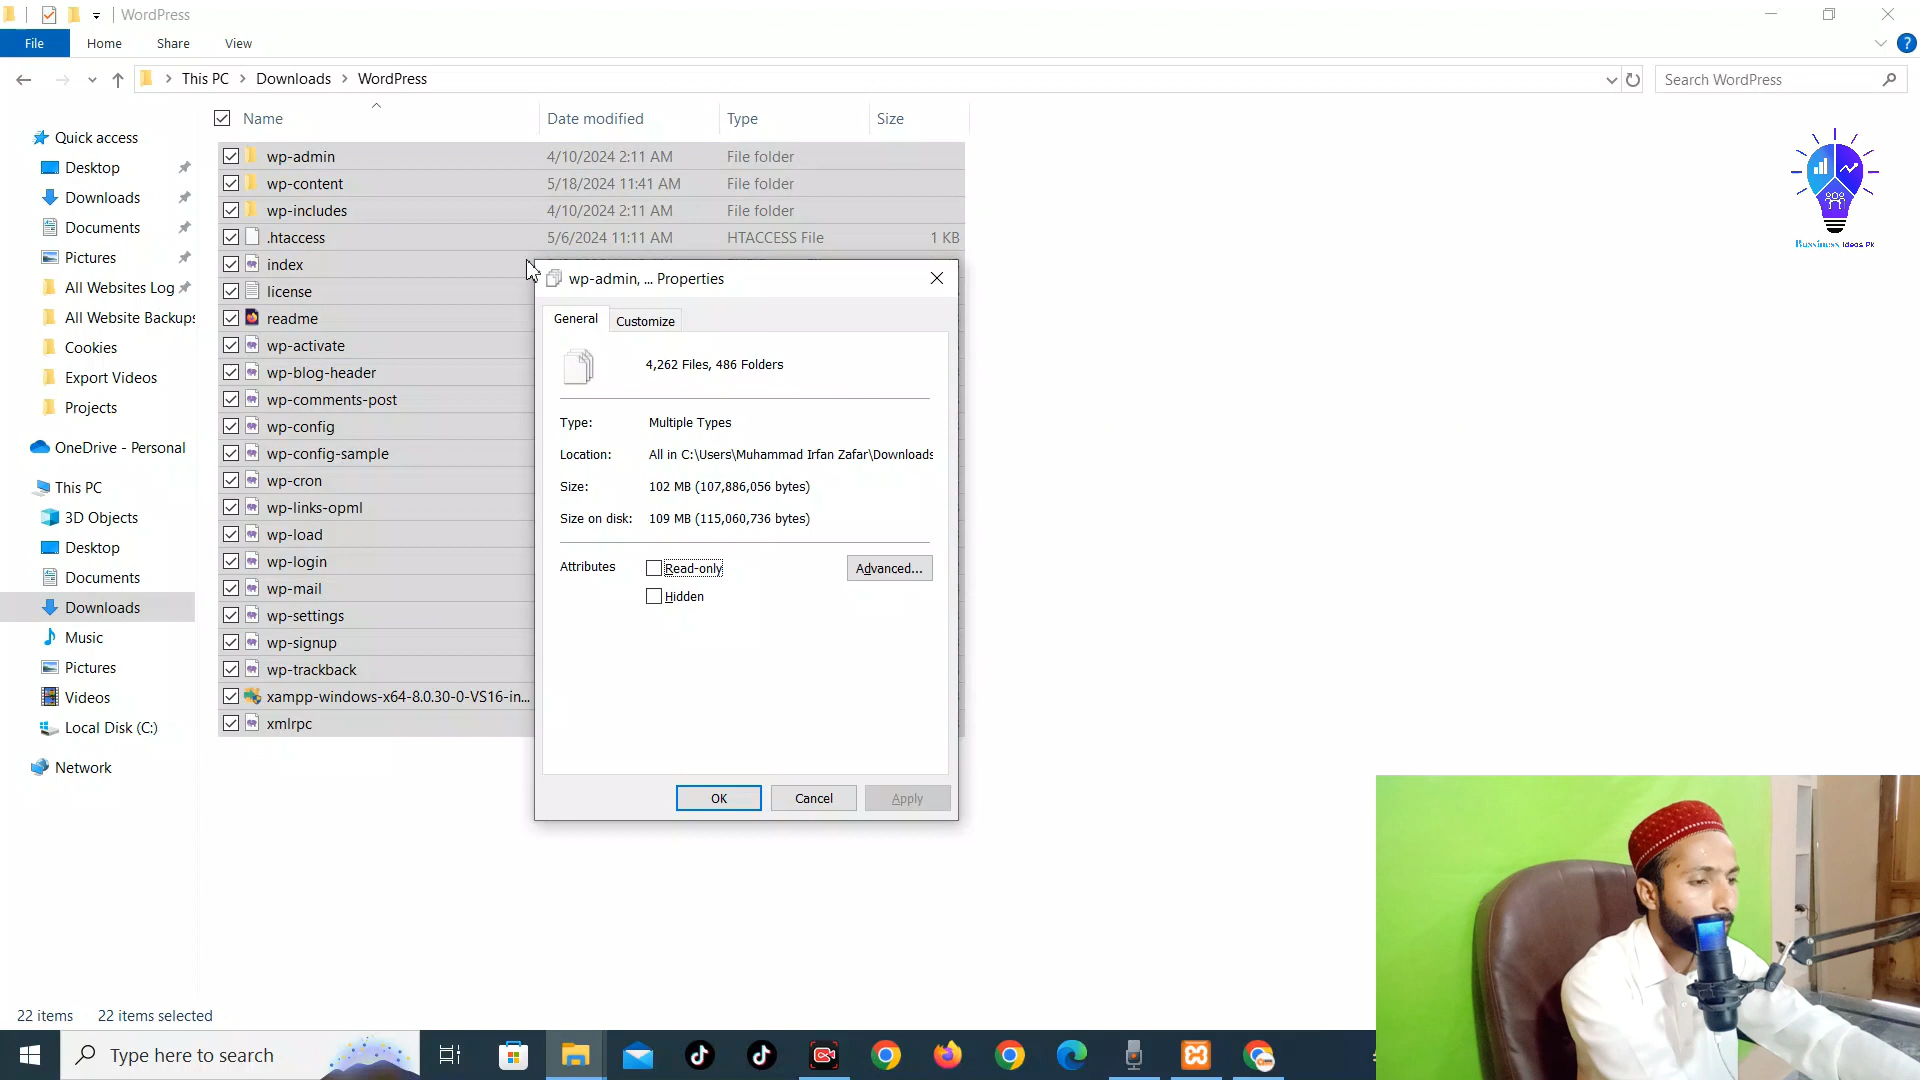 WordPress
File Home Share View
This PC Downloads WordPress
Search WordPress
Name Date modified Type Size
Quick access
Desktop
Downloads
Documents
Pictures
All Websites Log
All Website Backups
Cookies
Export Videos
Projects
OneDrive - Personal
This PC
3D Objects
Desktop
Documents
Downloads
Music
Pictures
Videos
Local Disk (C:)
Network
wp-admin 4/10/2024 2:11 AM File folder
wp-content 5/18/2024 11:41 AM File folder
wp-includes 4/10/2024 2:11 AM File folder
.htaccess 5/6/2024 11:11 AM HTACCESS File 1 KB
index
license
readme
wp-activate
wp-blog-header
wp-comments-post
wp-config
wp-config-sample
wp-cron
wp-links-opml
wp-load
wp-login
wp-mail
wp-settings
wp-signup
wp-trackback
xampp-windows-x64-8.0.30-0-VS16-in...
xmlrpc
wp-admin, ... Properties
General Customize
4,262 Files, 486 Folders
Type: Multiple Types
Location: All in C:\Users\Muhammad Irfan Zafar\Downloads
Size: 102 MB (107,886,056 bytes)
Size on disk: 109 MB (115,060,736 bytes)
Attributes Read-only Advanced...
Hidden
OK Cancel Apply
Bussiness Ideas Pk
22 items 22 items selected
Type here to search